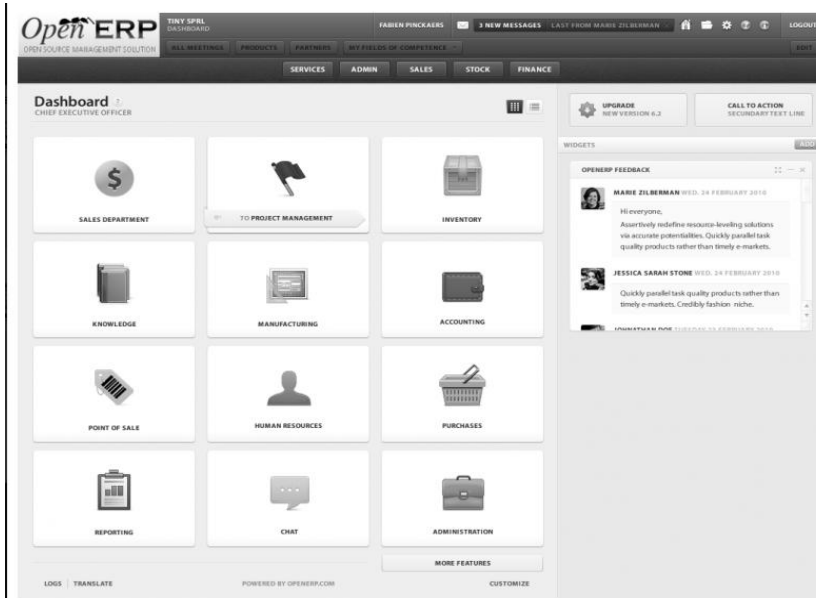 Open ERP
OPEN SOURCE MANAGEMENT SOLUTION
TINY SPRL
DASHBOARD
FABIEN PINCKAERS
3 NEW MESSAGES LAST FROM MARIE ZILBERMAN
LOGOUT
ALL MEETINGS PRODUCTS PARTNERS MY FIELDS OF COMPETENCE
EDIT
SERVICES ADMIN SALES STOCK FINANCE
Dashboard
CHIEF EXECUTIVE OFFICER
SALES DEPARTMENT
TO PROJECT MANAGEMENT
INVENTORY
KNOWLEDGE
MANUFACTURING
ACCOUNTING
POINT OF SALE
HUMAN RESOURCES
PURCHASES
REPORTING
CHAT
ADMINISTRATION
MORE FEATURES
LOGS TRANSLATE
POWERED BY OPENERP.COM
CUSTOMIZE
UPGRADE
NEW VERSION 6.2
CALL TO ACTION
SECUNDARY TEXT LINE
WIDGETS
ADD
OPENERP FEEDBACK
MARIE ZILBERMAN WED. 24 FEBRUARY 2010
Hi everyone,
Assertively redefine resource-leveling solutions
via accurate potentialities. Quickly parallel task
quality products rather than timely e-markets.
JESSICA SARAH STONE WED. 24 FEBRUARY 2010
Quickly parallel task quality products rather than
timely e-markets. Credibly fashion niche.